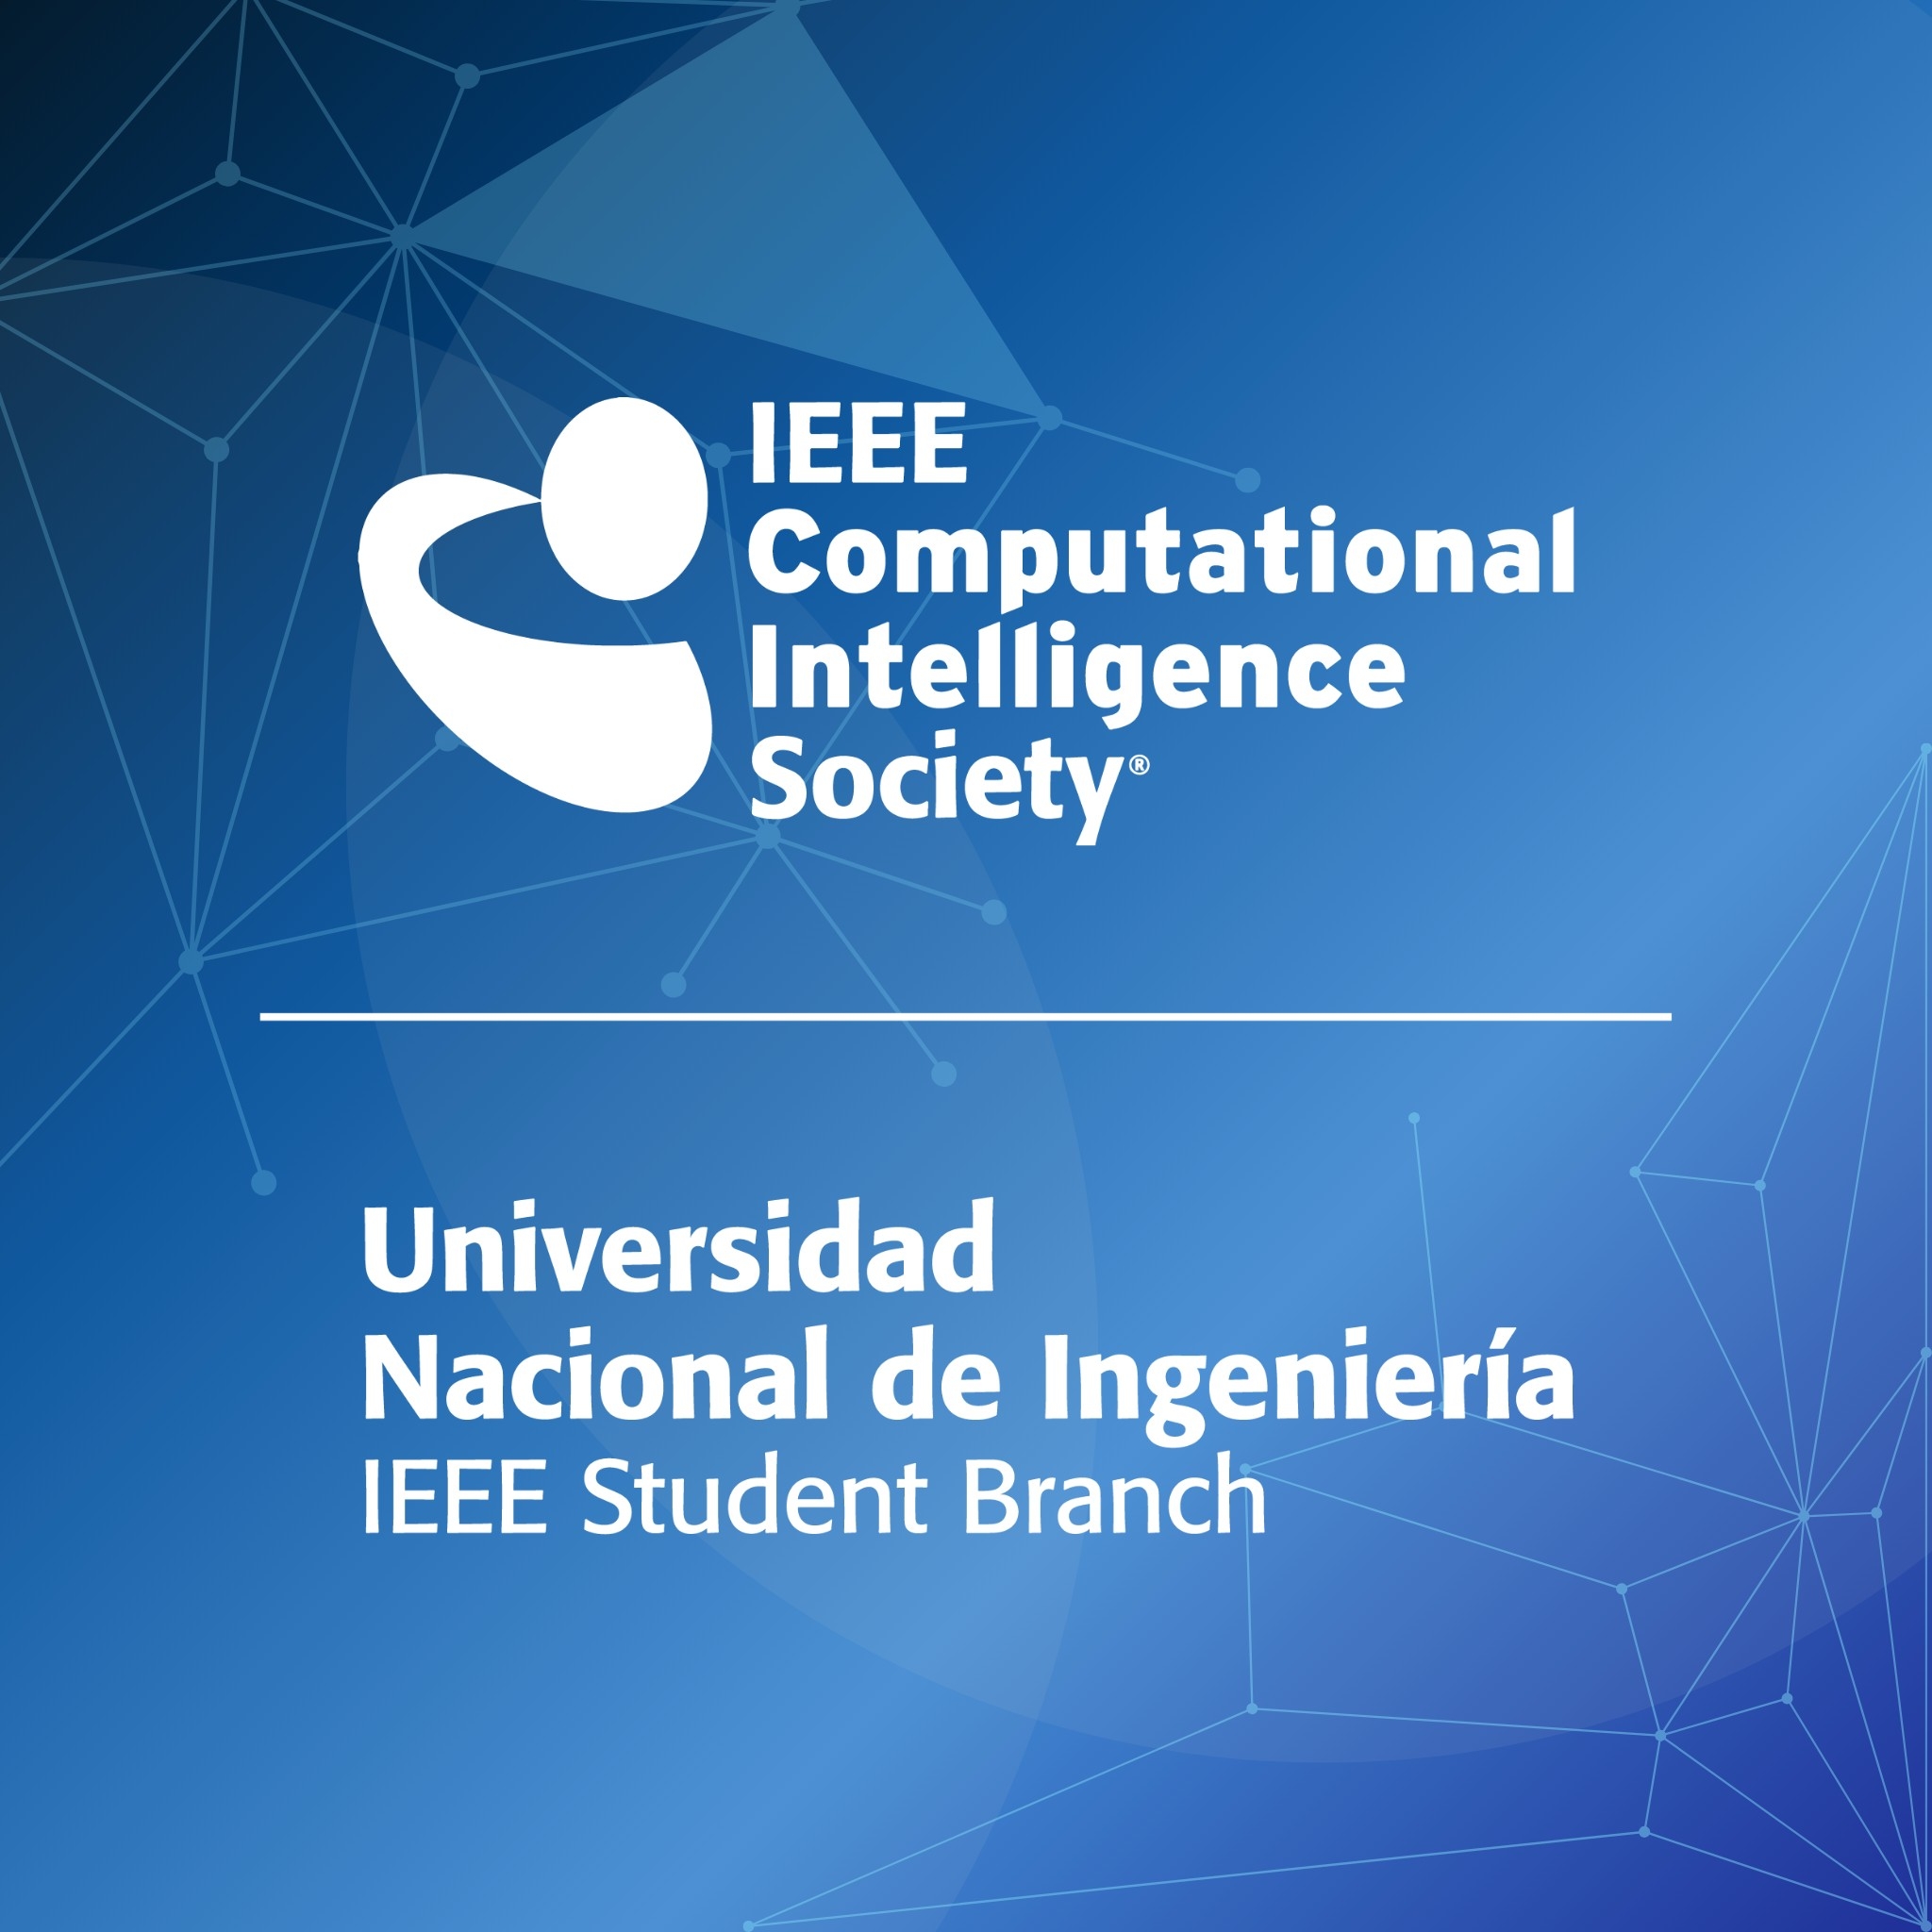 IEEE
Computational
Intelligence
Society®
Universidad
Nacional de Ingeniería
IEEE Student Branch